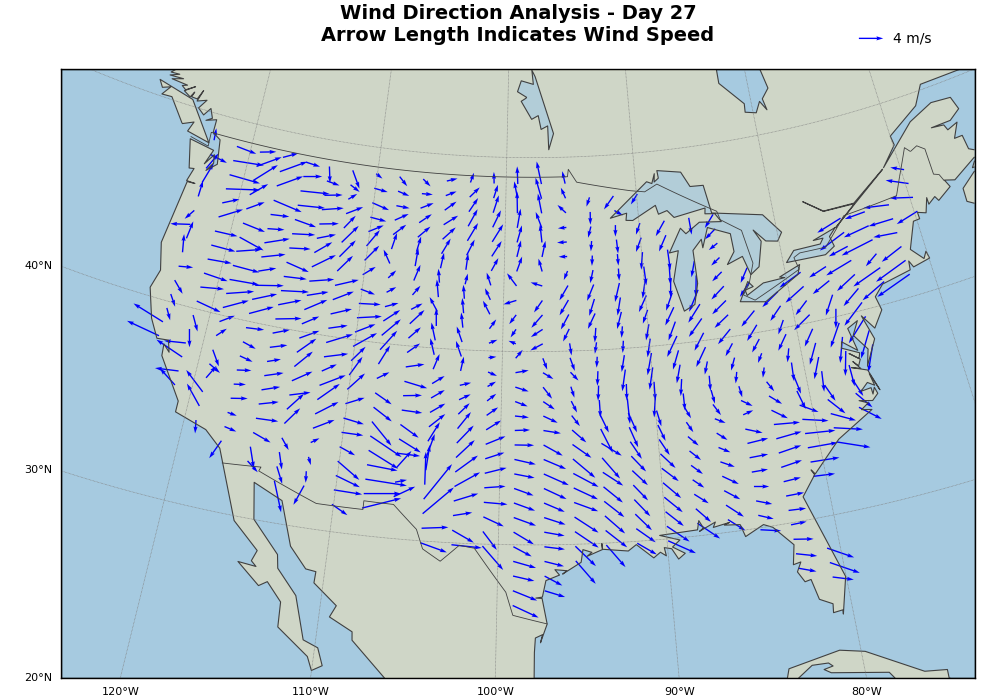 Wind Direction Analysis - Day 27
Arrow Length Indicates Wind Speed
4 m/s
40°N
30°N
20°N
120°W
110°W
100°W
90°W
80°W